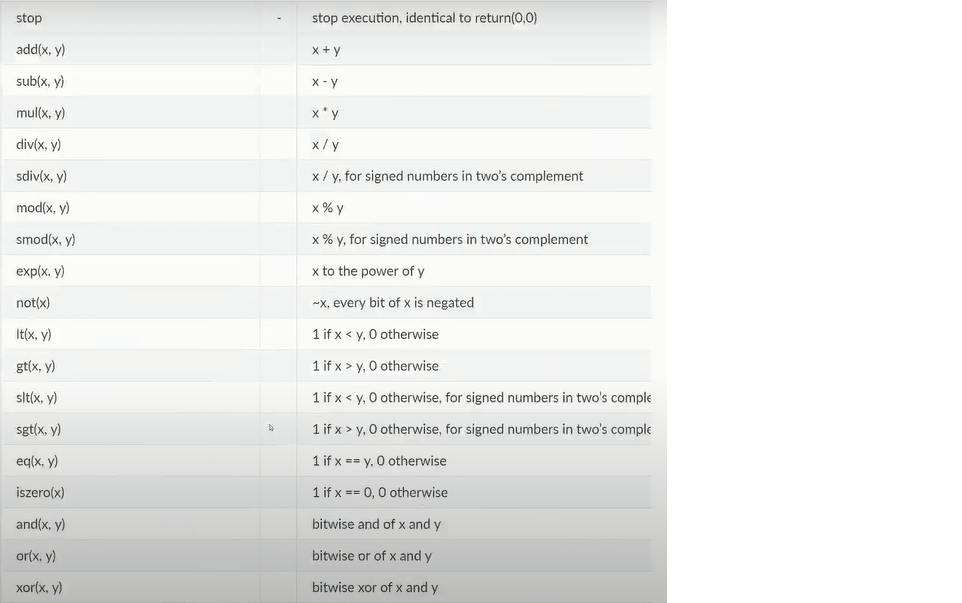 stop - stop execution, identical to return(0,0)
add(x, y) x + y
sub(x, y) x - y
mul(x, y) x * y
div(x, y) x / y
sdiv(x, y) x / y, for signed numbers in two's complement
mod(x, y) x % y
smod(x, y) x % y, for signed numbers in two's complement
exp(x, y) x to the power of y
not(x) ~x, every bit of x is negated
lt(x, y) 1 if x < y, 0 otherwise
gt(x, y) 1 if x > y, 0 otherwise
slt(x, y) 1 if x < y, 0 otherwise, for signed numbers in two's comple
sgt(x, y) 1 if x > y, 0 otherwise, for signed numbers in two's comple
eq(x, y) 1 if x == y, 0 otherwise
iszero(x) 1 if x == 0, 0 otherwise
and(x, y) bitwise and of x and y
or(x, y) bitwise or of x and y
xor(x, y) bitwise xor of x and y